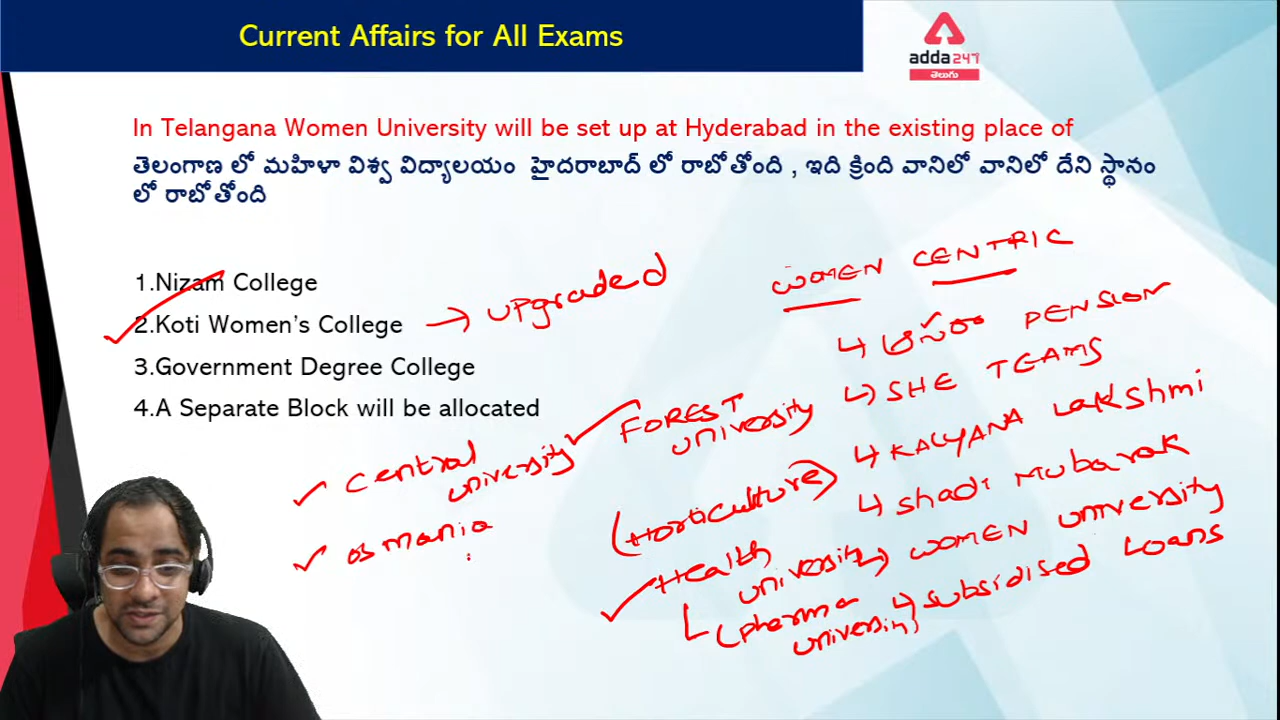 Current Affairs for All Exams
adda247
తెలుగు
In Telangana Women University will be set up at Hyderabad in the existing place of
తెలంగాణ లో మహిళా విశ్వ విద్యాలయం హైదరాబాద్ లో రాబోతోంది , ఇది క్రింది వానిలో వానిలో దేని స్థానం
లో రాబోతోంది
1.Nizam College
2.Koti Women's College
3.Government Degree College
4.A Separate Block will be allocated
→ upgraded
WOMEN CENTRIC
↳ ఆసరా PENSION
↳ SHE TEAMS
↳ KALYANA Lakshmi
↳ shadi Mubarak
↳ WOMEN University
↳ subsidised Loans
✓ Central
university
✓ osmania
✓ FOREST
university
(Horticulture)
✓ Health
university
(pharma
university)